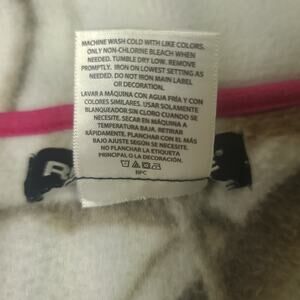 MACHINE WASH COLD WITH LIKE COLORS.
ONLY NON-CHLORINE BLEACH WHEN
NEEDED. TUMBLE DRY LOW. REMOVE
PROMPTLY. IRON ON LOWEST SETTING AS
NEEDED. DO NOT IRON MAIN LABEL
OR DECORATION.
LAVAR A MÁQUINA CON AGUA FRÍA Y CON
COLORES SIMILARES. USAR SOLAMENTE
BLANQUEADOR SIN CLORO CUANDO SE
NECESITE. SECAR EN MÁQUINA A
TEMPERATURA BAJA. RETIRAR
RÁPIDAMENTE. PLANCHAR CON EL MÁS
BAJO AJUSTE SEGÚN SE NECESITE.
NO PLANCHAR LA ETIQUETA
PRINCIPAL O LA DECORACIÓN.
RPC